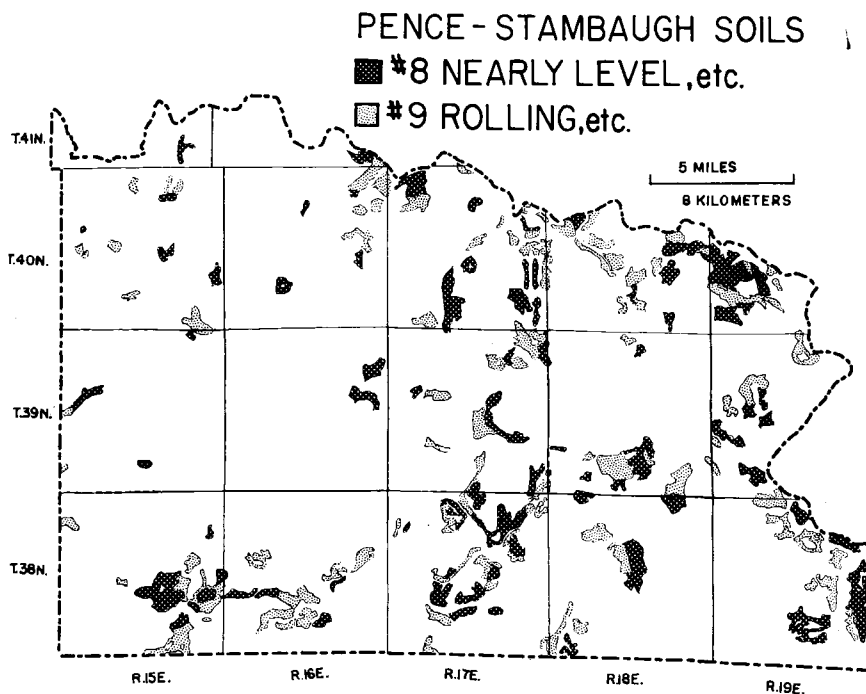 PENCE-STAMBAUGH SOILS
#8 NEARLY LEVEL, etc.
#9 ROLLING, etc.
5 MILES
8 KILOMETERS
T.41N.
T.40N.
T.39N.
T.38N.
R.15E. R.16E. R.17E. R.18E. R.19E.